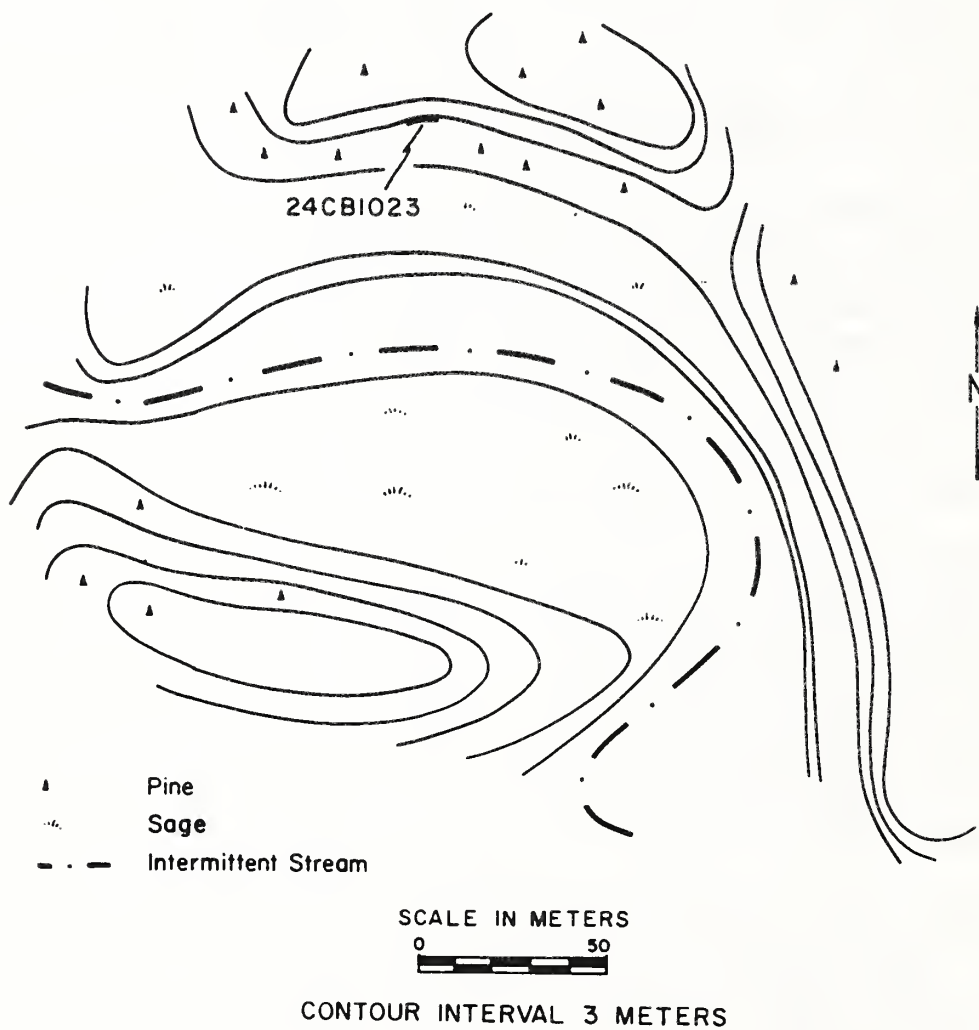 24CB1023
N
Pine
Sage
Intermittent Stream
SCALE IN METERS
0 50
CONTOUR INTERVAL 3 METERS